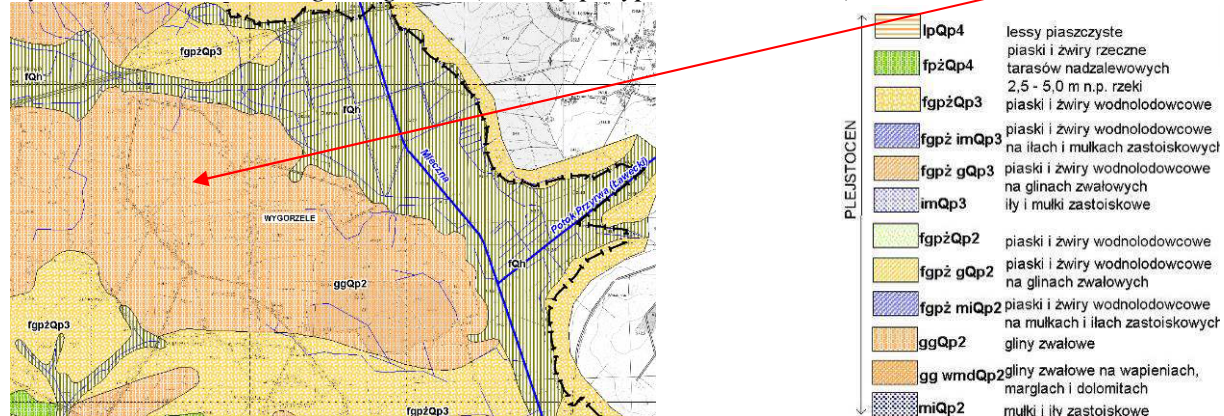 fgpżQp3
fQh
fQh
Mleczna
Potok Przyrwa (Ławecki)
WYGORZELE
fQh
ggQp2
fgpżQp3
fgpżQp3
PLEJSTOCEN
lpQp4 lessy piaszczyste
fpżQp4 piaski i żwiry rzeczne
tarasów nadzalewowych
2,5 - 5,0 m n.p. rzeki
fgpżQp3 piaski i żwiry wodnolodowcowe
fgpż imQp3 piaski i żwiry wodnolodowcowe
na iłach i mułkach zastoiskowych
fgpż gQp3 piaski i żwiry wodnolodowcowe
na glinach zwałowych
imQp3 iły i mułki zastoiskowe
fgpżQp2 piaski i żwiry wodnolodowcowe
fgpż gQp2 piaski i żwiry wodnolodowcowe
na glinach zwałowych
fgpż miQp2 piaski i żwiry wodnolodowcowe
na mułkach i iłach zastoiskowych
ggQp2 gliny zwałowe
gg wmdQp2 gliny zwałowe na wapieniach,
marglach i dolomitach
miQp2 mułki i iły zastoiskowe